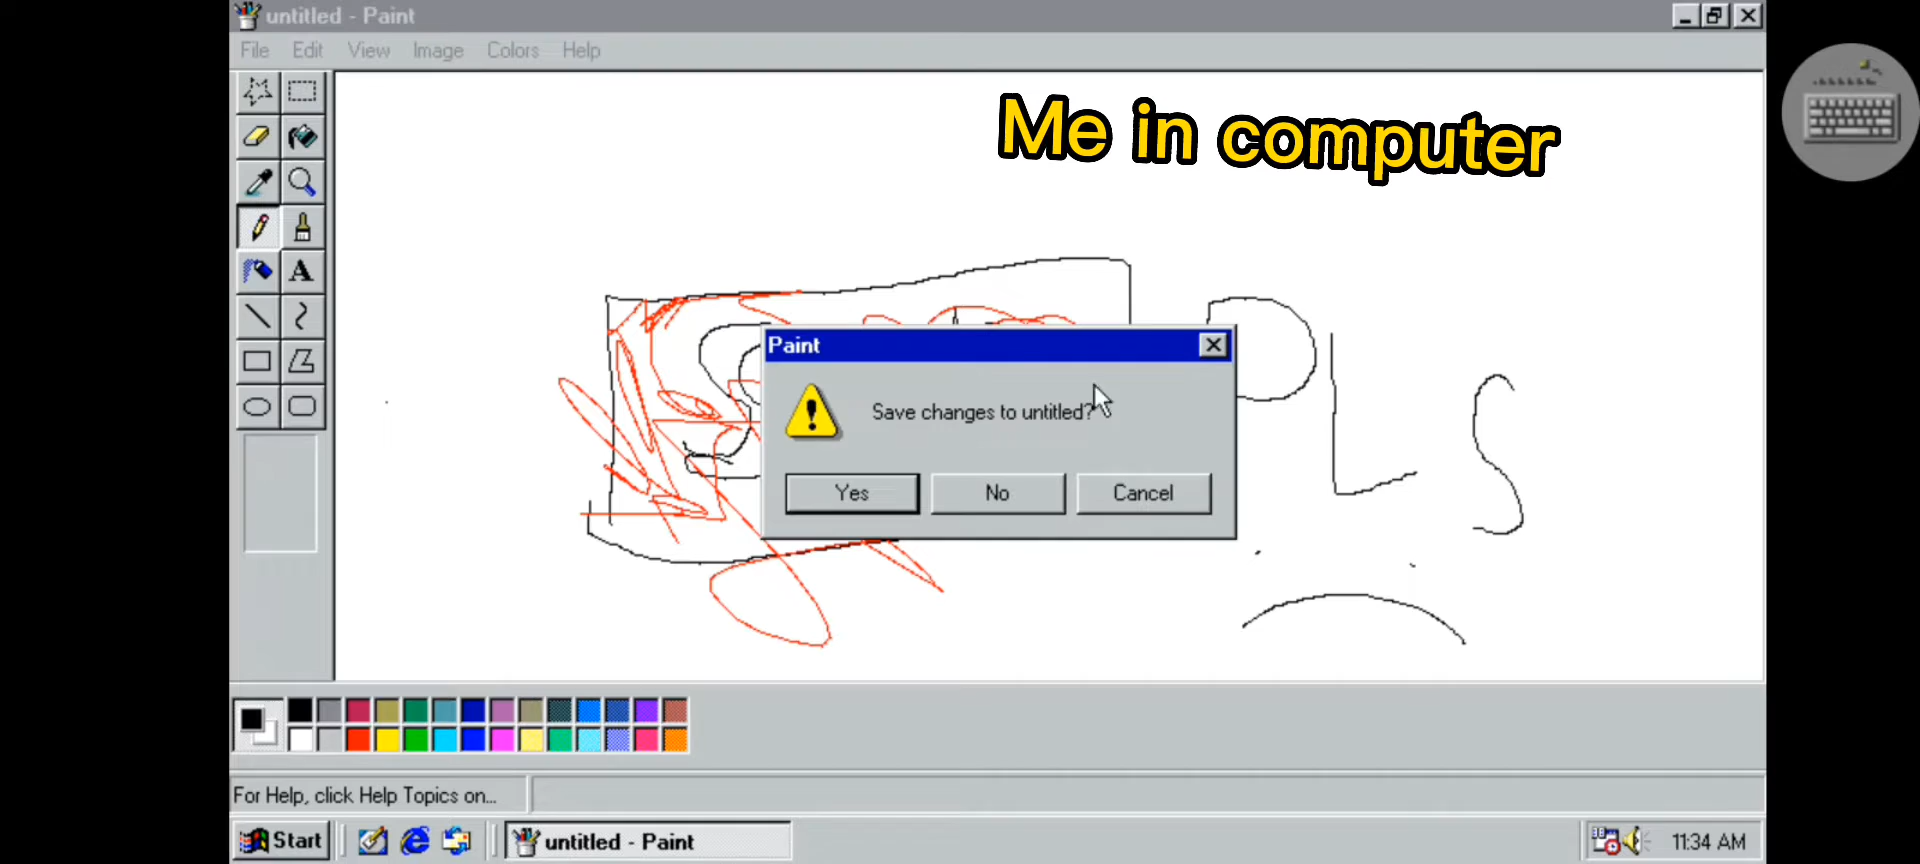 untitled - Paint
File Edit View Image Colors Help
Me in computer
PLS
Paint
Save changes to untitled?
Yes No Cancel
A
For Help, click Help Topics on...
Start untitled - Paint 11:34 AM